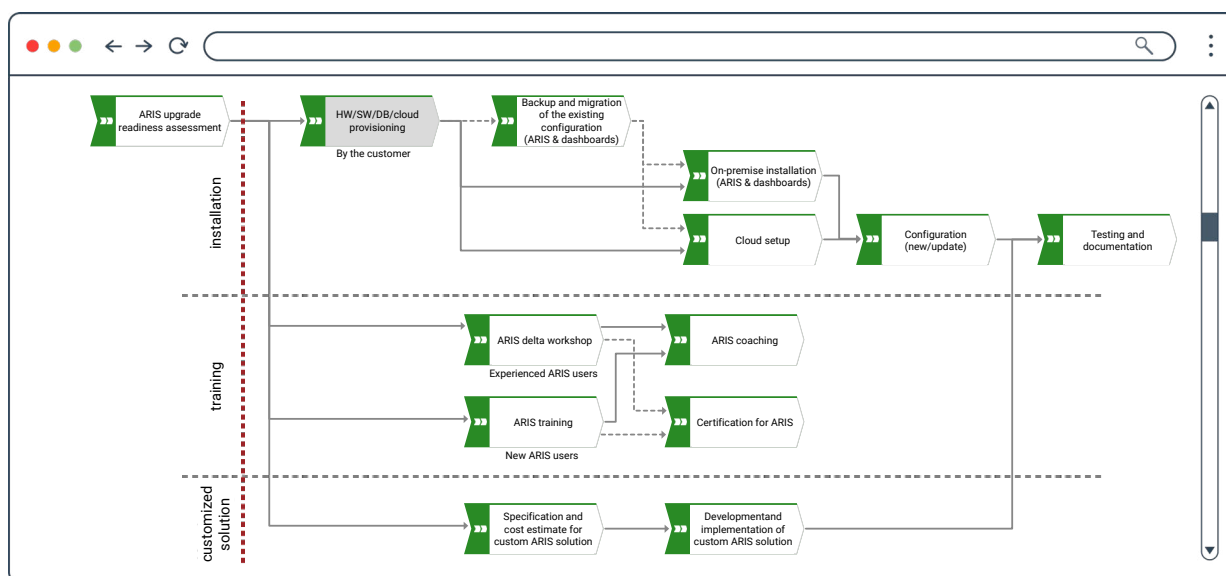 ARIS upgrade
readiness assessment
HW/SW/DB/cloud
provisioning
By the customer
Backup and migration
of the existing
configuration
(ARIS & dashboards)
On-premise installation
(ARIS & dashboards)
Cloud setup
Configuration
(new/update)
Testing and
documentation
installation
training
ARIS delta workshop
Experienced ARIS users
ARIS coaching
ARIS training
New ARIS users
Certification for ARIS
customized
solution
Specification and
cost estimate for
custom ARIS solution
Developmentand
implementation of
custom ARIS solution